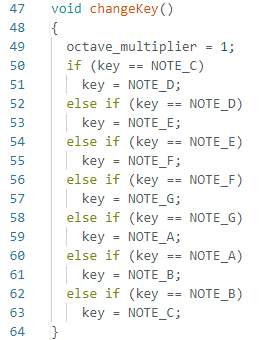 47 void changeKey()
48 {
49 octave_multiplier = 1;
50 if (key == NOTE_C)
51 key = NOTE_D;
52 else if (key == NOTE_D)
53 key = NOTE_E;
54 else if (key == NOTE_E)
55 key = NOTE_F;
56 else if (key == NOTE_F)
57 key = NOTE_G;
58 else if (key == NOTE_G)
59 key = NOTE_A;
60 else if (key == NOTE_A)
61 key = NOTE_B;
62 else if (key == NOTE_B)
63 key = NOTE_C;
64 }